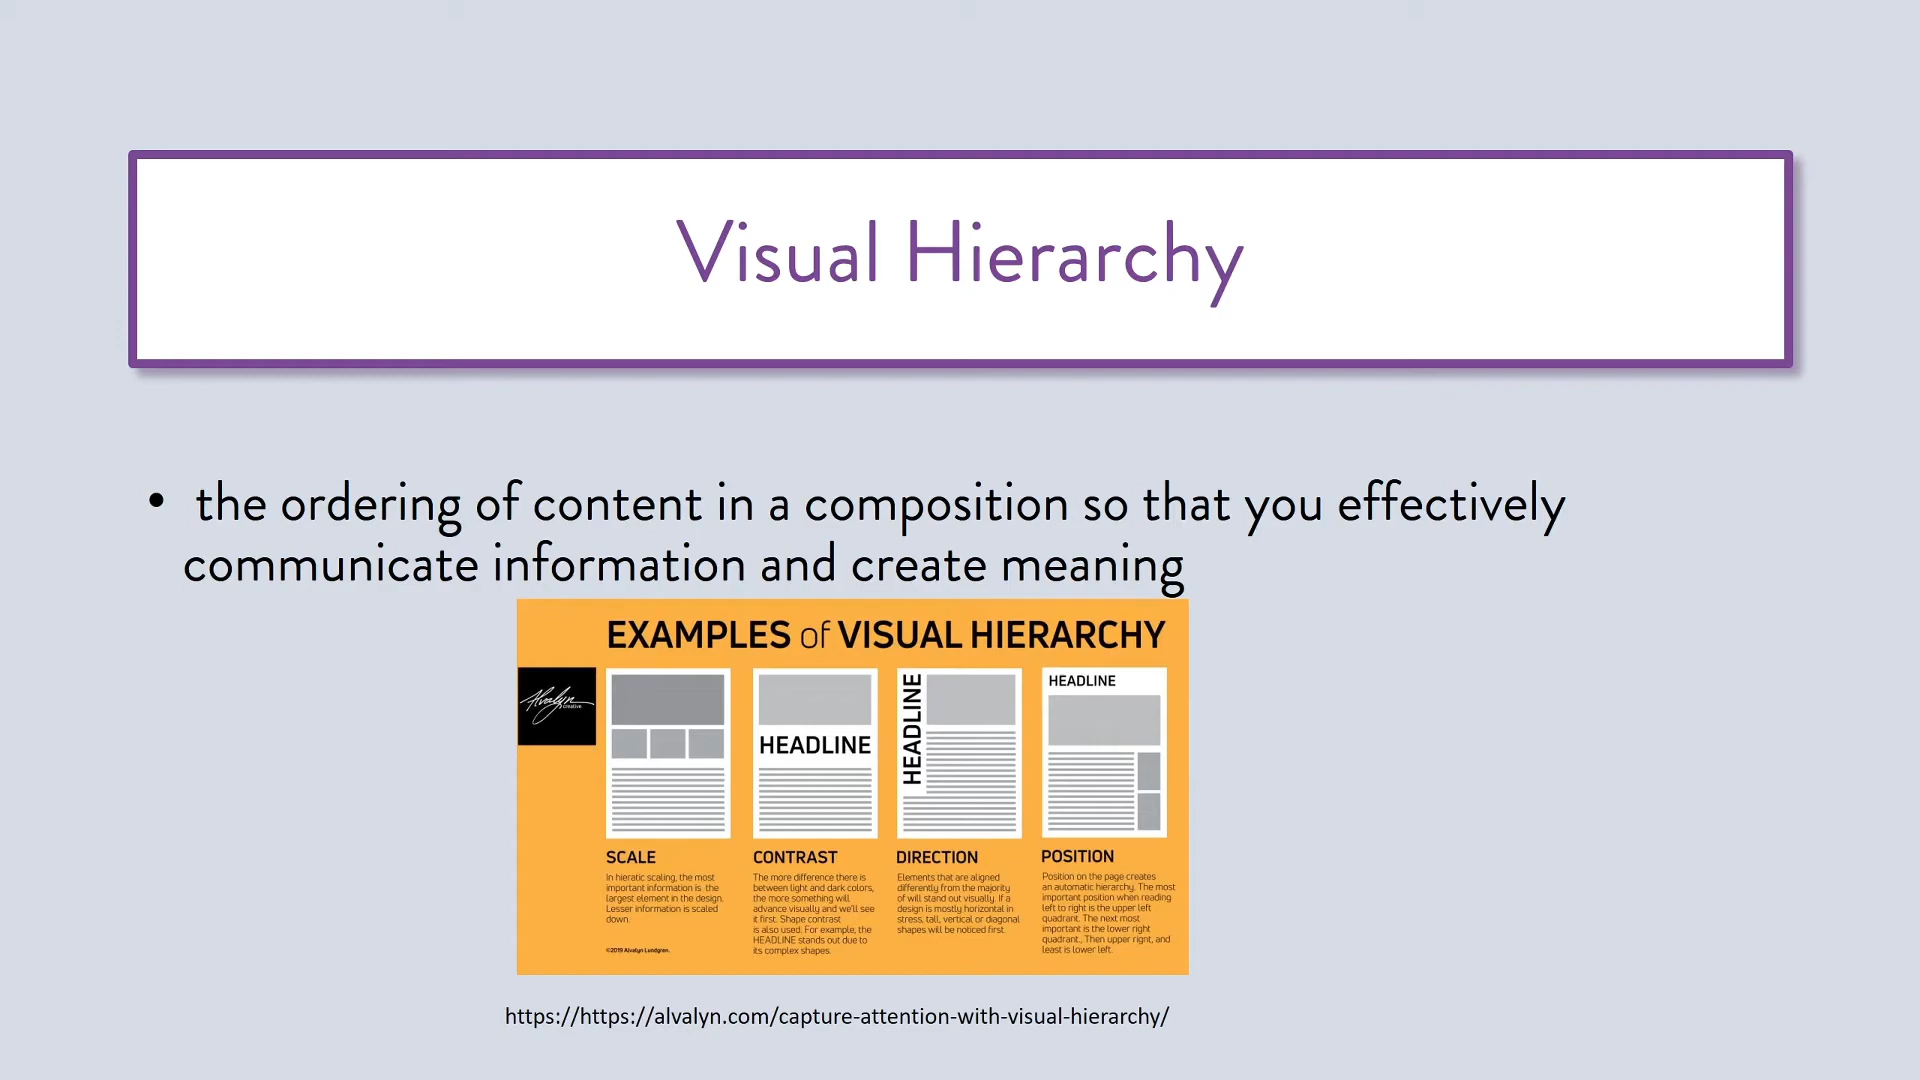 Visual Hierarchy
• the ordering of content in a composition so that you effectively
communicate information and create meaning
EXAMPLES of VISUAL HIERARCHY
Alvalyn
creative
HEADLINE
HEADLINE
HEADLINE
SCALE
In hieratic scaling, the most
important information is the
largest element in the design.
Lesser information is scaled
down.
©2019 Alvalyn Lundgren.
CONTRAST
The more difference there is
between light and dark colors,
the more something will
advance visually and we'll see
it first. Shape contrast
is also used. For example, the
HEADLINE stands out due to
its complex shapes.
DIRECTION
Elements that are aligned
differently from the majority
of will stand out visually. If a
design is mostly horizontal in
stress, tall, vertical or diagonal
shapes will be noticed first.
POSITION
Position on the page creates
an automatic hierarchy. The most
important position when reading
left to right is the upper left
quadrant. The next most
important is the lower right
quadrant., Then upper right, and
least is lower left.
https://https://alvalyn.com/capture-attention-with-visual-hierarchy/